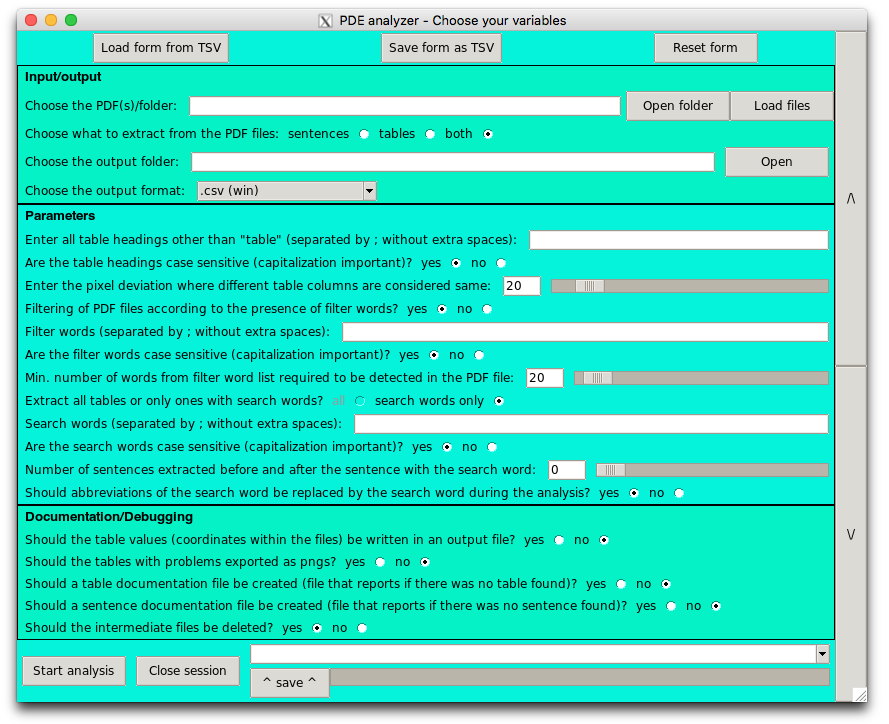 PDE analyzer - Choose your variables
Load form from TSV Save form as TSV Reset form
Input/output
Choose the PDF(s)/folder: Open folder Load files
Choose what to extract from the PDF files: sentences tables both
Choose the output folder: Open
Choose the output format: .csv (win)
Parameters
Enter all table headings other than "table" (separated by ; without extra spaces):
Are the table headings case sensitive (capitalization important)? yes no
Enter the pixel deviation where different table columns are considered same: 20
Filtering of PDF files according to the presence of filter words? yes no
Filter words (separated by ; without extra spaces):
Are the filter words case sensitive (capitalization important)? yes no
Min. number of words from filter word list required to be detected in the PDF file: 20
Extract all tables or only ones with search words? all search words only
Search words (separated by ; without extra spaces):
Are the search words case sensitive (capitalization important)? yes no
Number of sentences extracted before and after the sentence with the search word: 0
Should abbreviations of the search word be replaced by the search word during the analysis? yes no
Documentation/Debugging
Should the table values (coordinates within the files) be written in an output file? yes no
Should the tables with problems exported as pngs? yes no
Should a table documentation file be created (file that reports if there was no table found)? yes no
Should a sentence documentation file be created (file that reports if there was no sentence found)? yes no
Should the intermediate files be deleted? yes no
Start analysis Close session
^ save ^